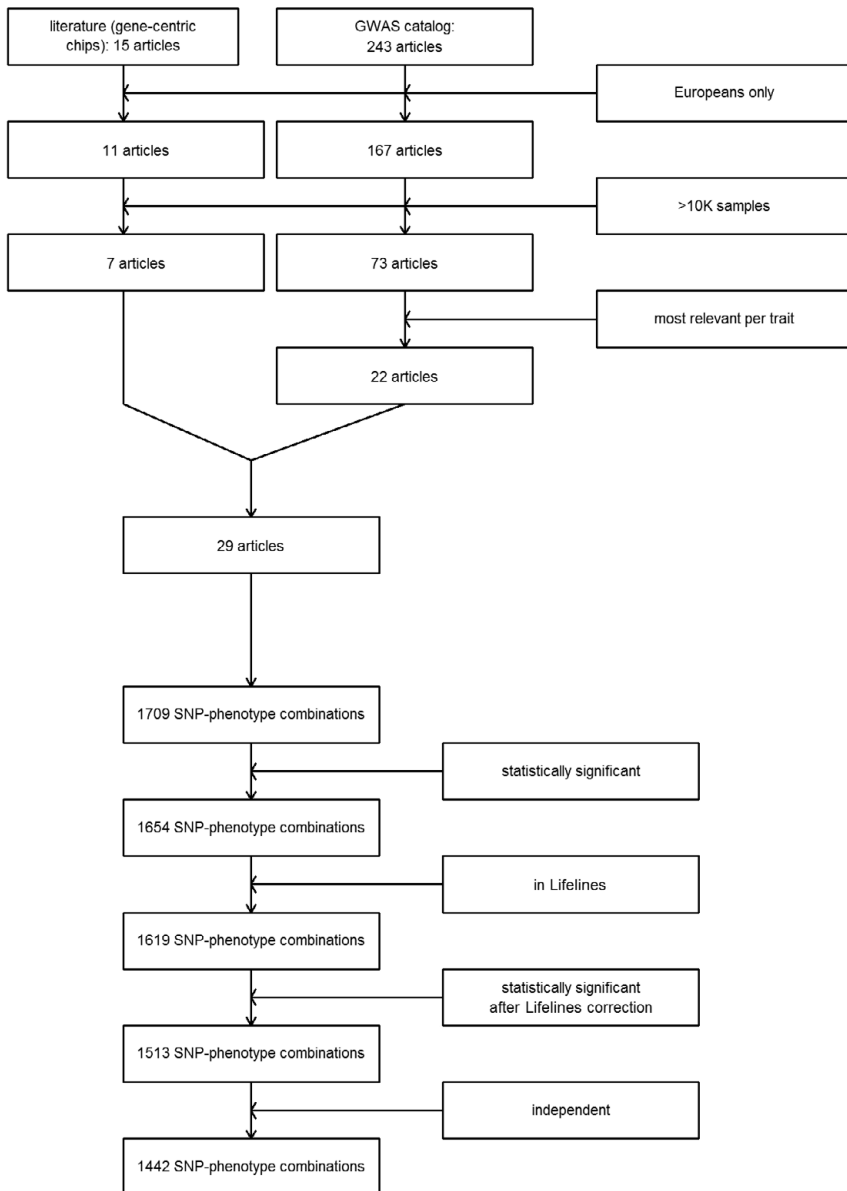 literature (gene-centric
chips): 15 articles
GWAS catalog:
243 articles
Europeans only
11 articles
167 articles
>10K samples
7 articles
73 articles
most relevant per trait
22 articles
29 articles
1709 SNP-phenotype combinations
statistically significant
1654 SNP-phenotype combinations
in Lifelines
1619 SNP-phenotype combinations
statistically significant
after Lifelines correction
1513 SNP-phenotype combinations
independent
1442 SNP-phenotype combinations